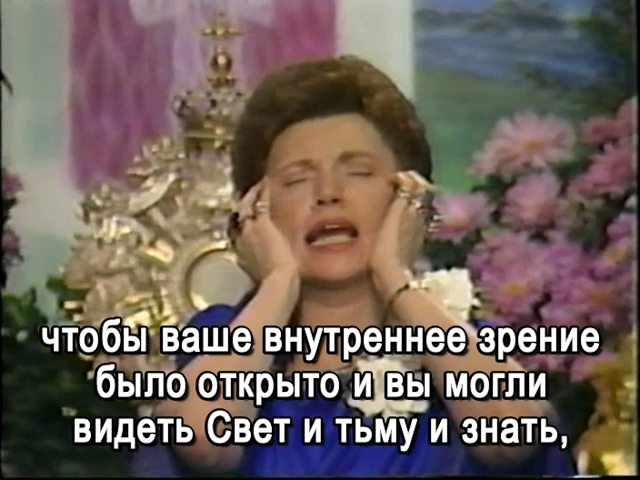 чтобы ваше внутреннее зрение
было открыто и вы могли
видеть Свет и тьму и знать,